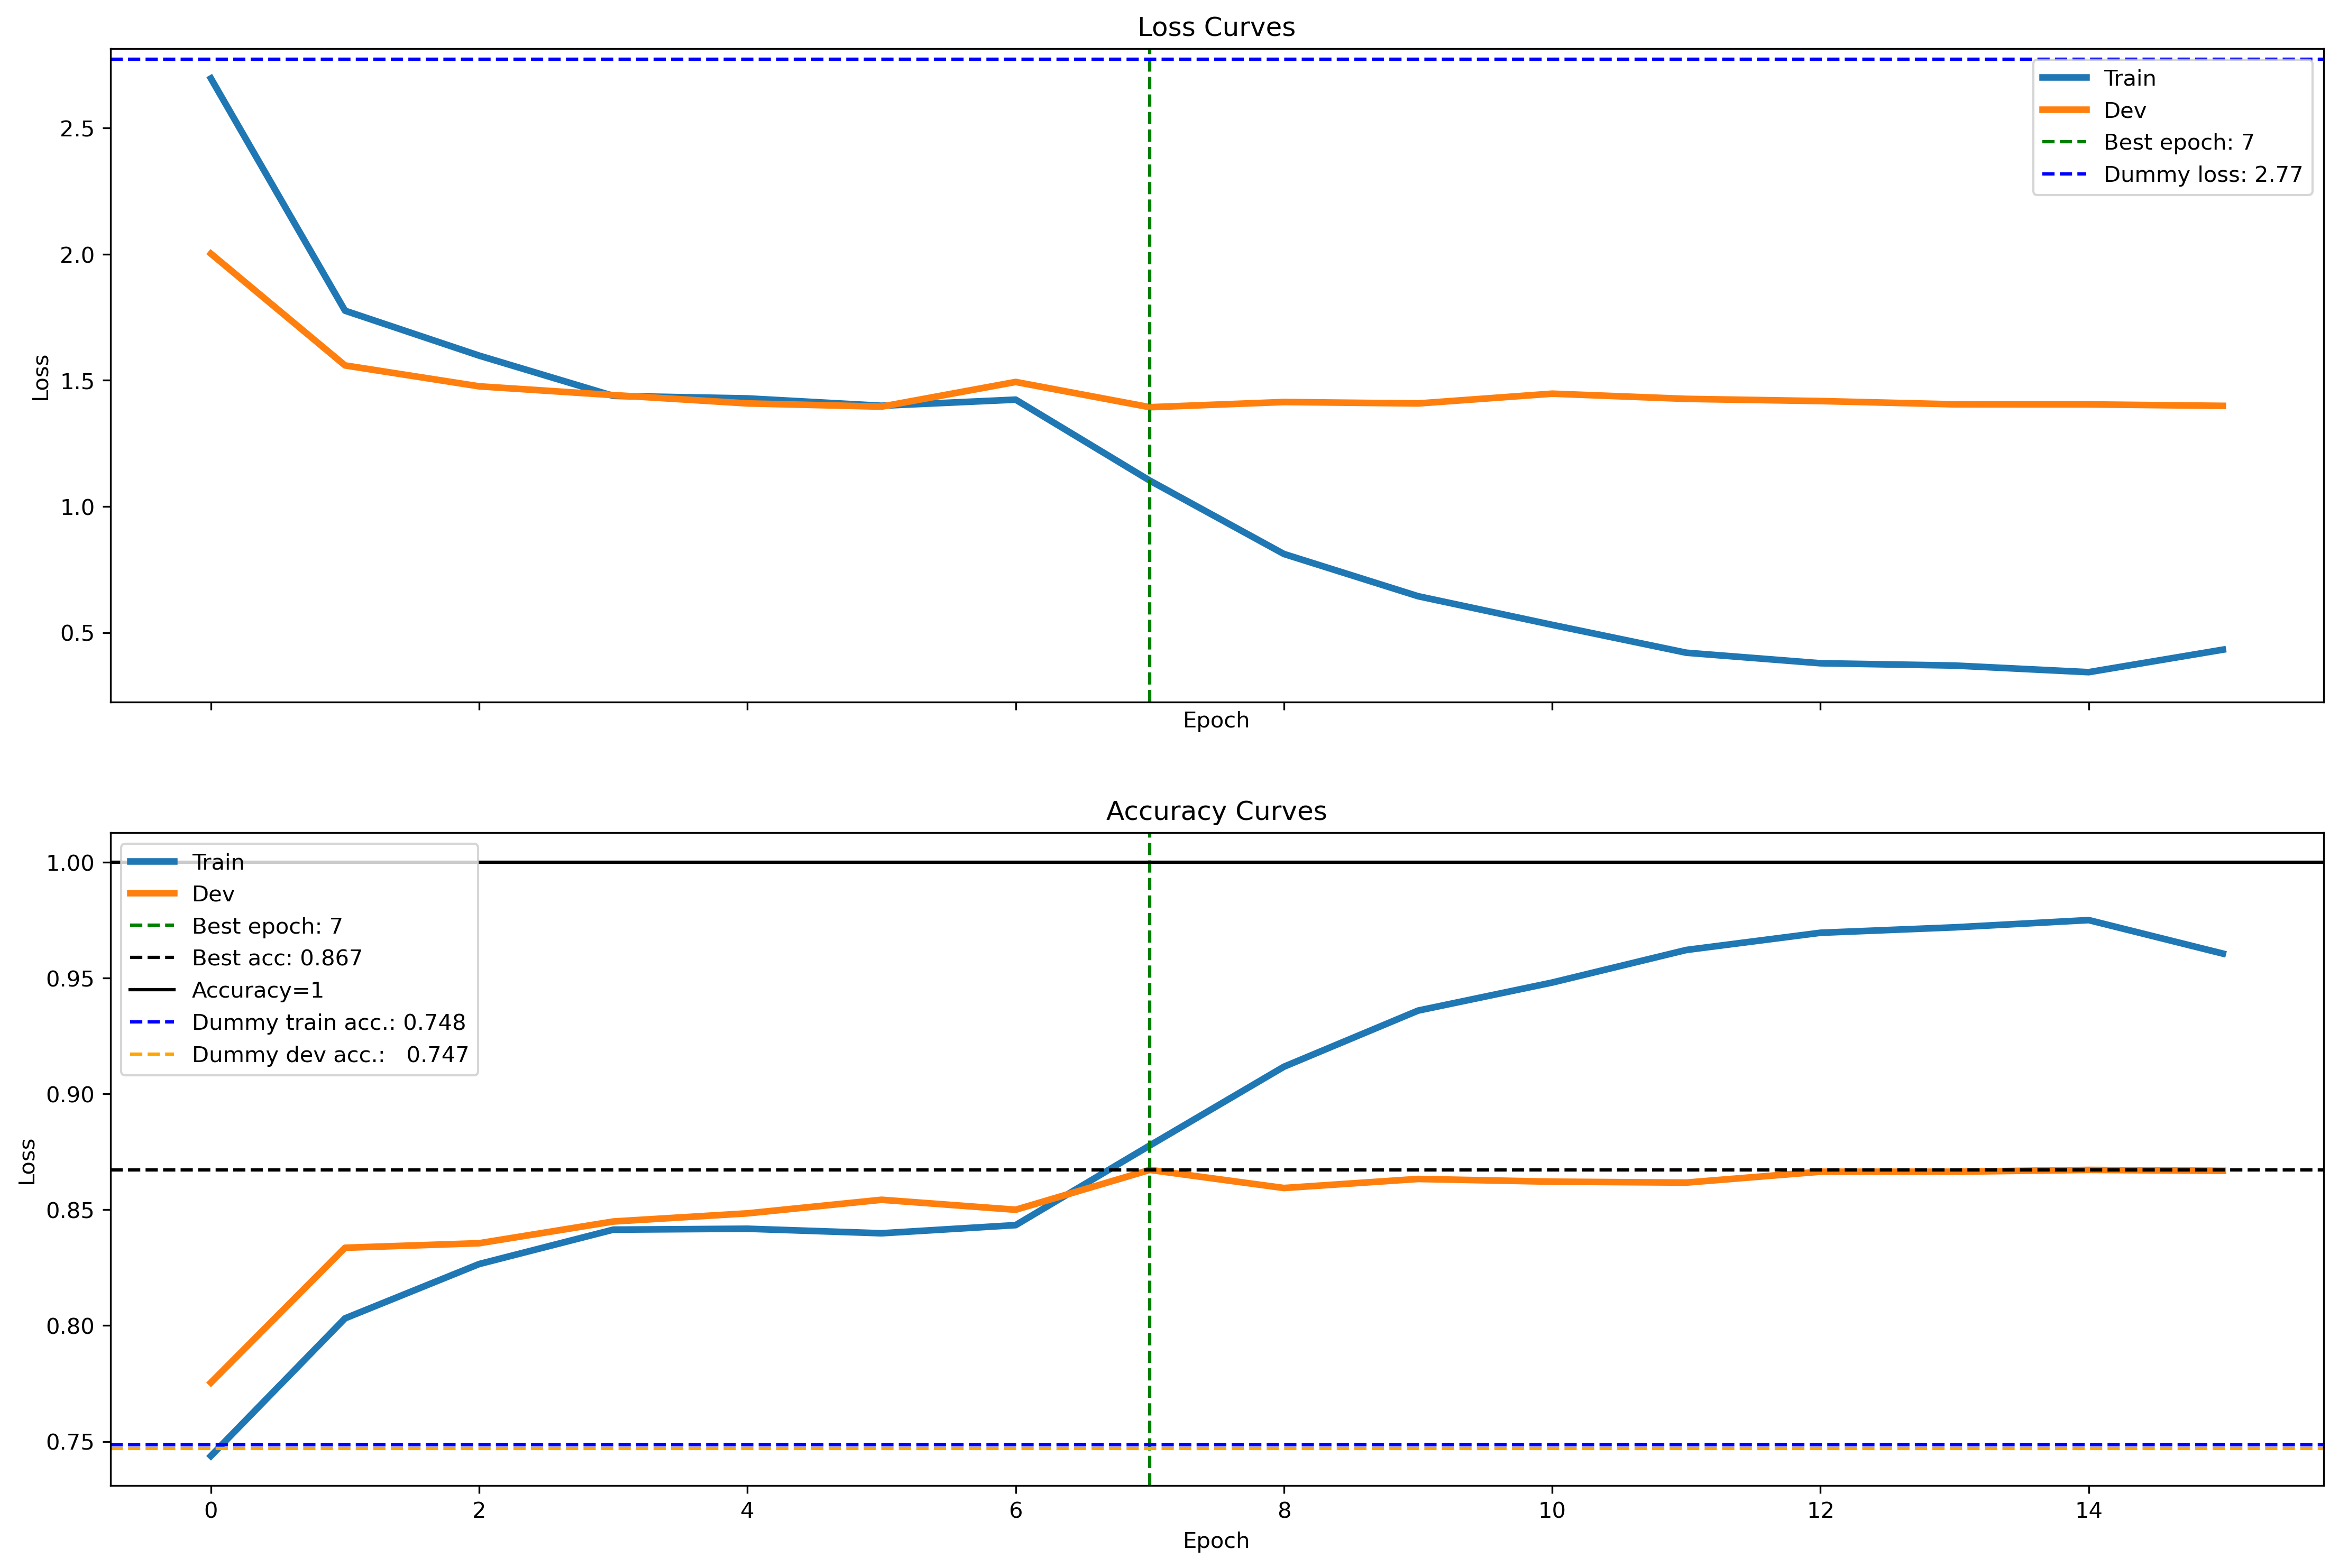 Loss Curves
Loss
2.5
2.0
1.5
1.0
0.5
Train
Dev
Best epoch: 7
Dummy loss: 2.77
Epoch
Accuracy Curves
Loss
1.00
0.95
0.90
0.85
0.80
0.75
Train
Dev
Best epoch: 7
Best acc: 0.867
Accuracy=1
Dummy train acc.: 0.748
Dummy dev acc.: 0.747
0 2 4 6 8 10 12 14
Epoch